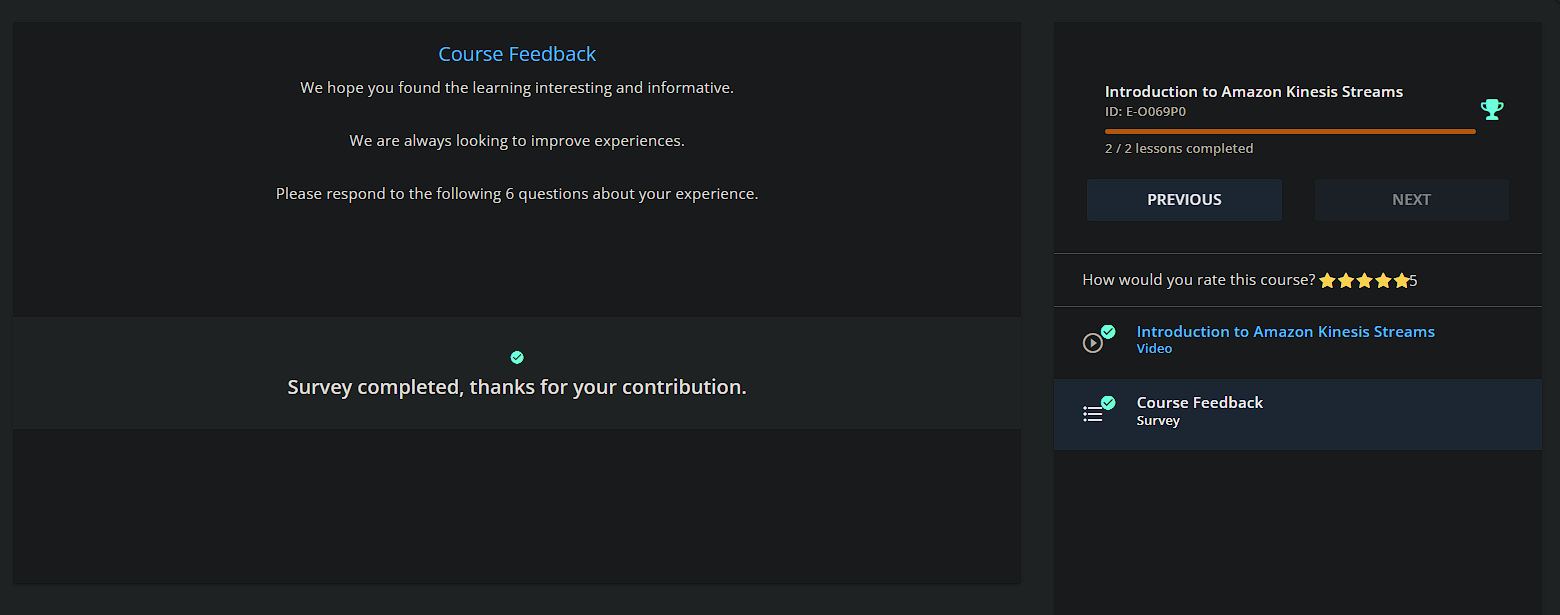 Course Feedback
We hope you found the learning interesting and informative.
We are always looking to improve experiences.
Please respond to the following 6 questions about your experience.
Survey completed, thanks for your contribution.
Introduction to Amazon Kinesis Streams
ID: E-O069P0
2 / 2 lessons completed
PREVIOUS
NEXT
How would you rate this course? 5
Introduction to Amazon Kinesis Streams
Video
Course Feedback
Survey